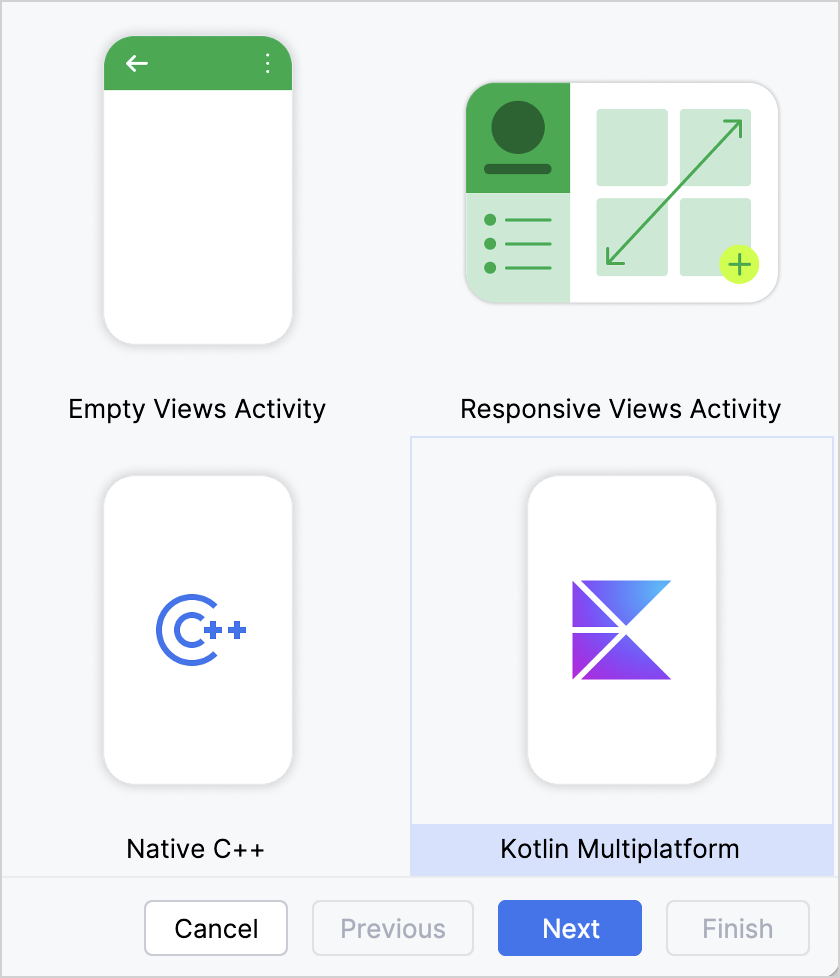 Empty Views Activity
Responsive Views Activity
C++
Native C++
Kotlin Multiplatform
Cancel
Previous
Next
Finish